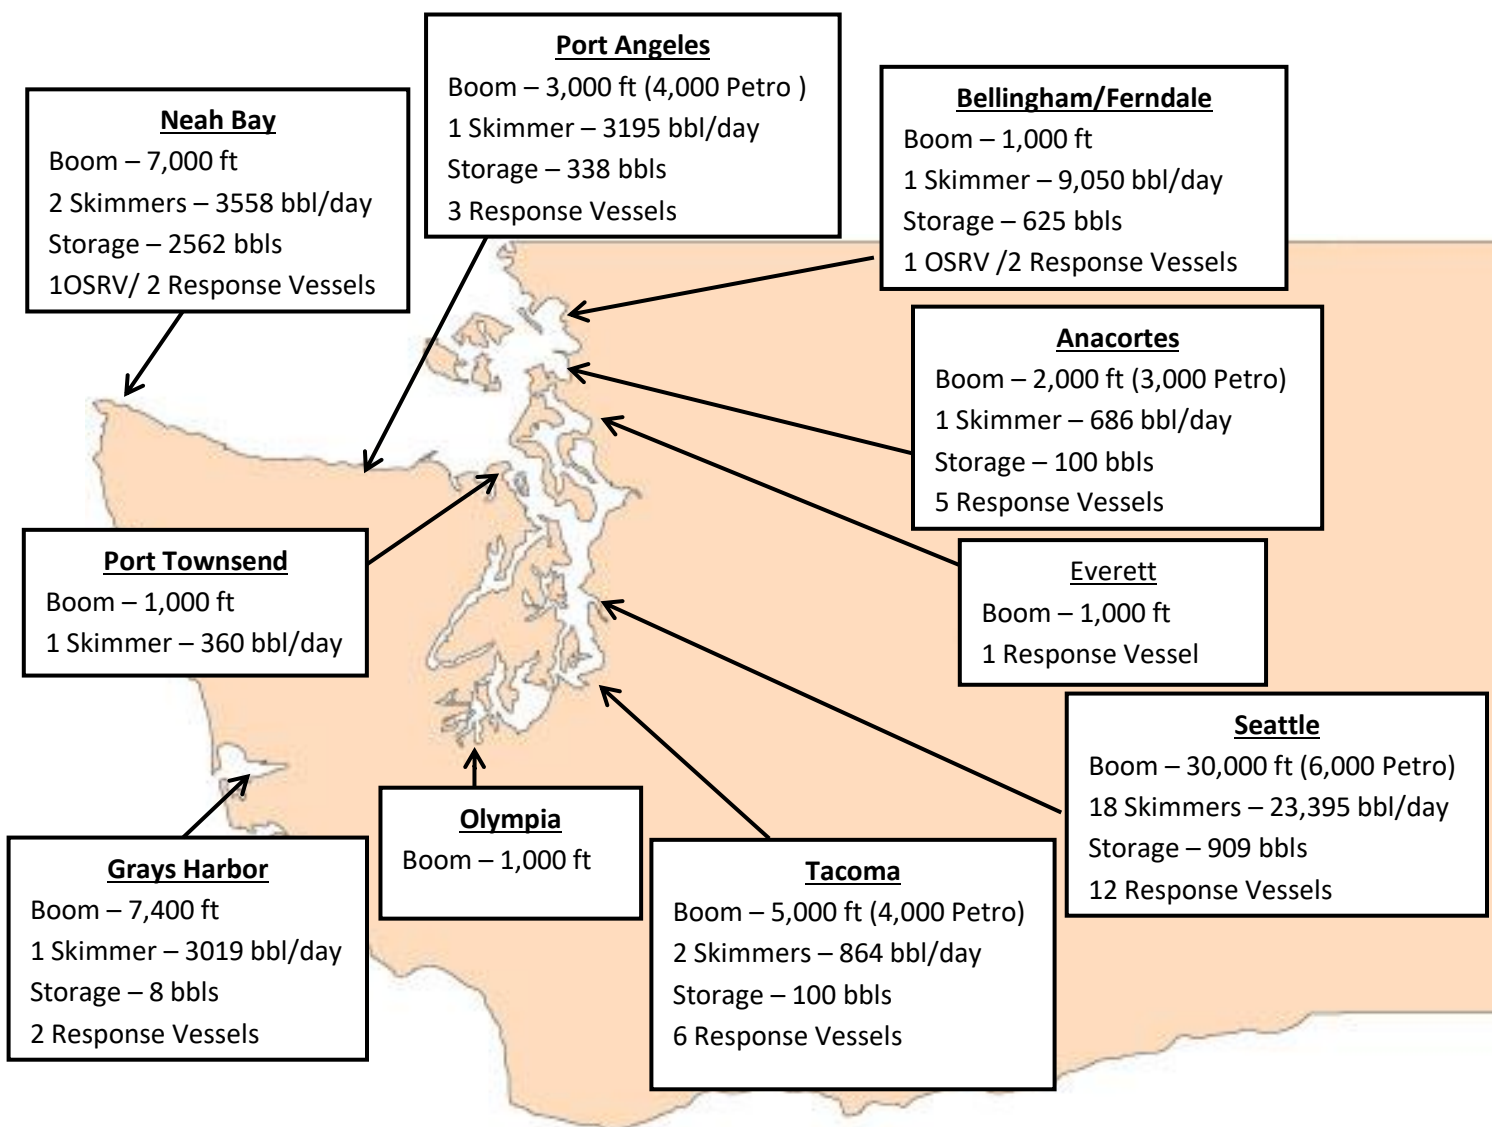 Port Angeles
Boom – 3,000 ft (4,000 Petro )
1 Skimmer – 3195 bbl/day
Storage – 338 bbls
3 Response Vessels
Neah Bay
Boom – 7,000 ft
2 Skimmers – 3558 bbl/day
Storage – 2562 bbls
1OSRV/ 2 Response Vessels
Bellingham/Ferndale
Boom – 1,000 ft
1 Skimmer – 9,050 bbl/day
Storage – 625 bbls
1 OSRV /2 Response Vessels
Anacortes
Boom – 2,000 ft (3,000 Petro)
1 Skimmer – 686 bbl/day
Storage – 100 bbls
5 Response Vessels
Port Townsend
Boom – 1,000 ft
1 Skimmer – 360 bbl/day
Everett
Boom – 1,000 ft
1 Response Vessel
Seattle
Boom – 30,000 ft (6,000 Petro)
18 Skimmers – 23,395 bbl/day
Storage – 909 bbls
12 Response Vessels
Olympia
Boom – 1,000 ft
Grays Harbor
Boom – 7,400 ft
1 Skimmer – 3019 bbl/day
Storage – 8 bbls
2 Response Vessels
Tacoma
Boom – 5,000 ft (4,000 Petro)
2 Skimmers – 864 bbl/day
Storage – 100 bbls
6 Response Vessels